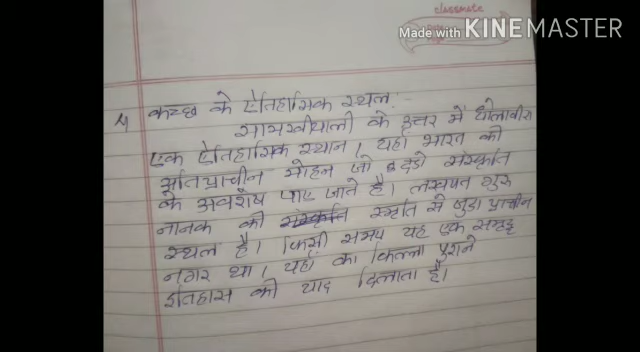 classmate
Made with KINEMASTER
4 कच्छ के ऐतिहासिक स्थल :-
सामखीयाली के उत्तर में धोलावीरा
एक ऐतिहासिक स्थान । यहाँ भारत की
अतिप्राचीन मोहन जो दडो संस्कृति
के अवशेष पाए जाते है । लखपत गुरु
नानक की स्मृति से जुडा प्राचीन
स्थल है । किसी समय यह एक समृद्ध
नगर था । यहाँ का किल्ला पुराने
इतिहास की याद दिलाता है ।